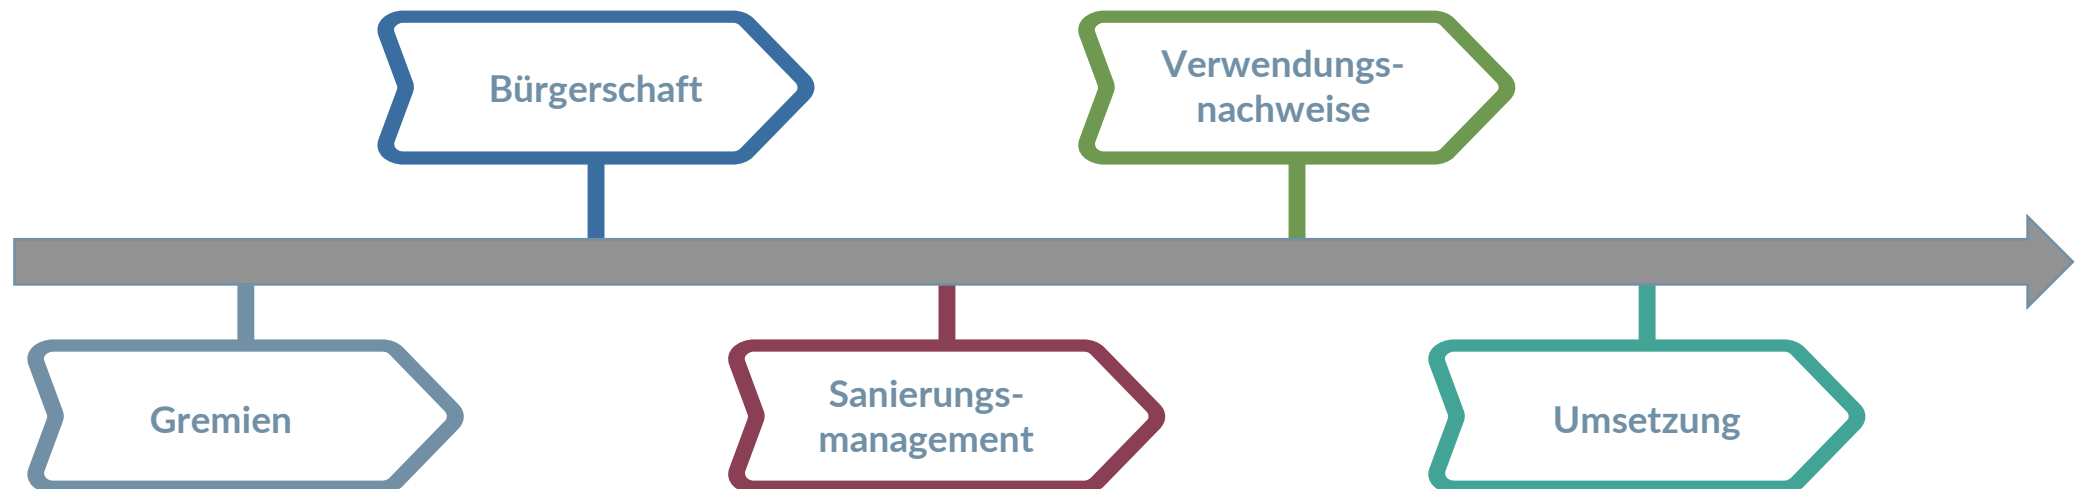 Bürgerschaft
Verwendungs-
nachweise
Gremien
Sanierungs-
management
Umsetzung